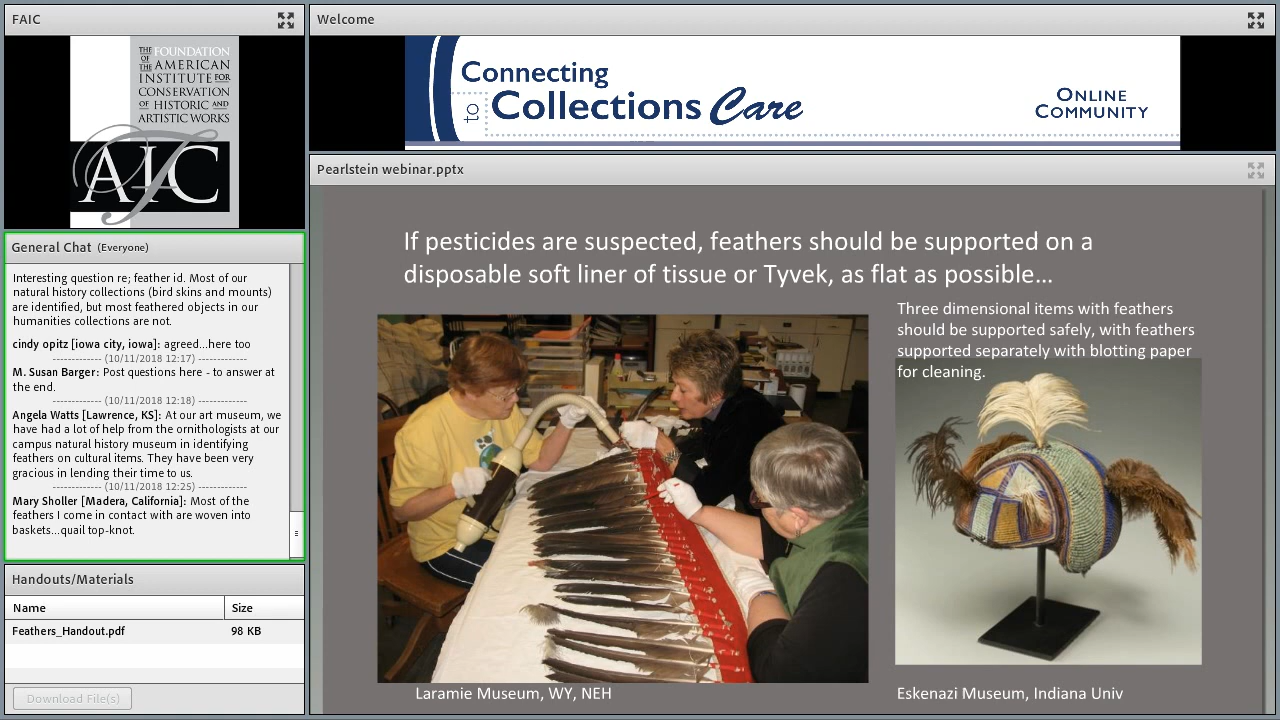 FAIC
THE FOUNDATION
OF THE AMERICAN
INSTITUTE FOR
CONSERVATION
OF HISTORIC AND
ARTISTIC WORKS
AIC
Welcome
Connecting
to Collections Care
ONLINE
COMMUNITY
General Chat (Everyone)
Interesting question re; feather id. Most of our
natural history collections (bird skins and mounts)
are identified, but most feathered objects in our
humanities collections are not.
cindy opitz [iowa city, iowa]: agreed...here too
------------- (10/11/2018 12:17) -------------
M. Susan Barger: Post questions here - to answer at
the end.
------------- (10/11/2018 12:18) -------------
Angela Watts [Lawrence, KS]: At our art museum, we
have had a lot of help from the ornithologists at our
campus natural history museum in identifying
feathers on cultural items. They have been very
gracious in lending their time to us.
------------- (10/11/2018 12:25) -------------
Mary Sholler [Madera, California]: Most of the
feathers I come in contact with are woven into
baskets...quail top-knot.
Handouts/Materials
Name Size
Feathers_Handout.pdf 98 KB
Download File(s)
Pearlstein webinar.pptx
If pesticides are suspected, feathers should be supported on a
disposable soft liner of tissue or Tyvek, as flat as possible…
Three dimensional items with feathers
should be supported safely, with feathers
supported separately with blotting paper
for cleaning.
Laramie Museum, WY, NEH
Eskenazi Museum, Indiana Univ